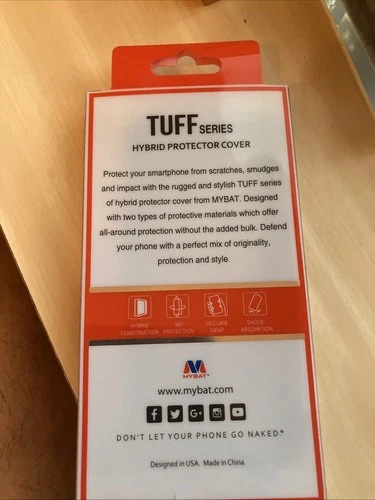 TUFF SERIES
HYBRID PROTECTOR COVER
Protect your smartphone from scratches, smudges
and impact with the rugged and stylish TUFF series
of hybrid protector cover from MYBAT. Designed
with two types of protective materials which offer
all-around protection without the added bulk. Defend
your phone with a perfect mix of originality,
protection and style.
HYBRID CONSTRUCTION
360° PROTECTION
SECURE GRIP
SHOCK ABSORPTION
MYBAT
www.mybat.com
DON'T LET YOUR PHONE GO NAKED.®
Designed in USA. Made in China.